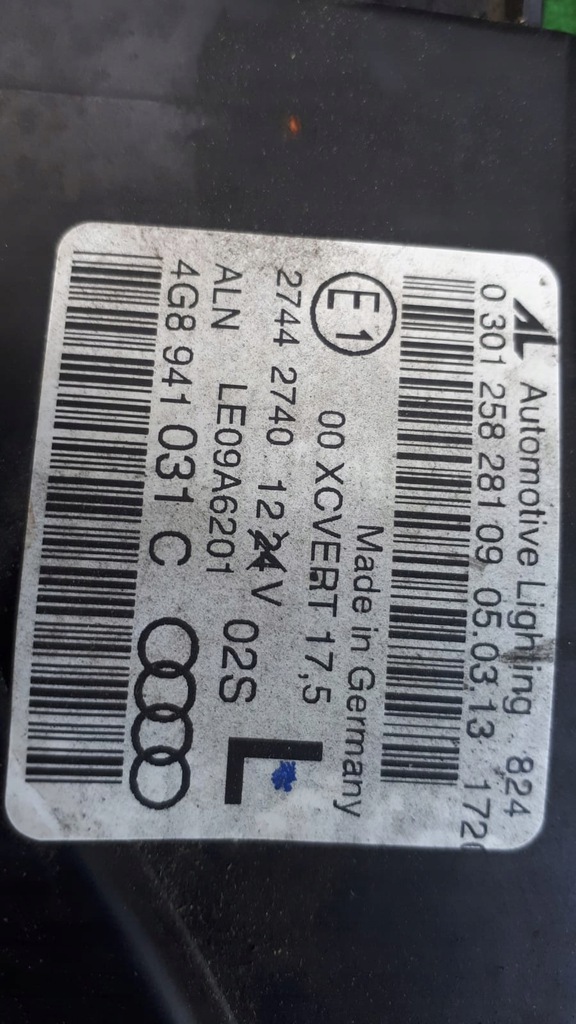 AL Automotive Lighting 824
0 301 258 281 09 05.03.13 172
Made in Germany
E1 00 XCVERT 17,5
2744 2740 12 24 V
ALN LE09A6201 02S L
4G8 941 031 C